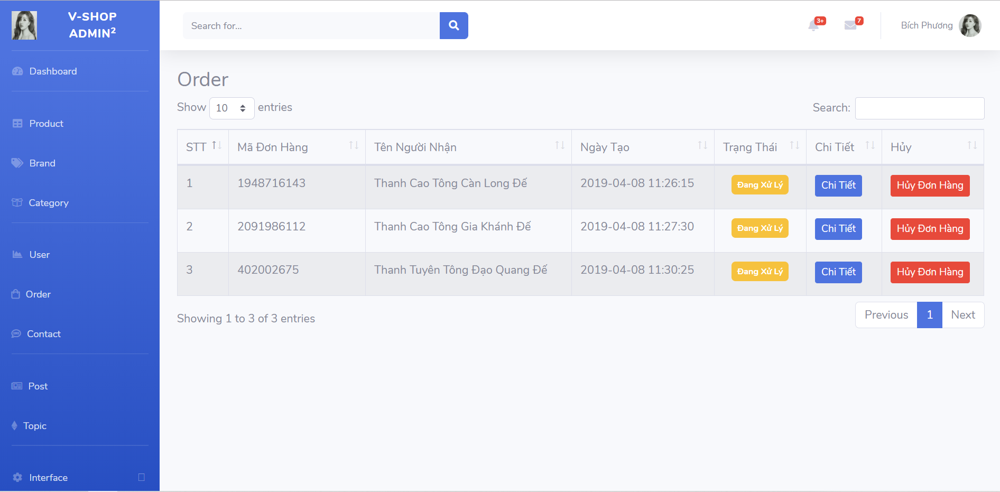 V-SHOP
ADMIN²
Dashboard
Product
Brand
Category
User
Order
Contact
Post
Topic
Interface
Search for...
3+
7
Bích Phương
Order
Show 10 entries
Search:
STT Mã Đơn Hàng Tên Người Nhận Ngày Tạo Trạng Thái Chi Tiết Hủy
1 1948716143 Thanh Cao Tông Càn Long Đế 2019-04-08 11:26:15 Đang Xử Lý Chi Tiết Hủy Đơn Hàng
2 2091986112 Thanh Cao Tông Gia Khánh Đế 2019-04-08 11:27:30 Đang Xử Lý Chi Tiết Hủy Đơn Hàng
3 402002675 Thanh Tuyên Tông Đạo Quang Đế 2019-04-08 11:30:25 Đang Xử Lý Chi Tiết Hủy Đơn Hàng
Showing 1 to 3 of 3 entries
Previous 1 Next